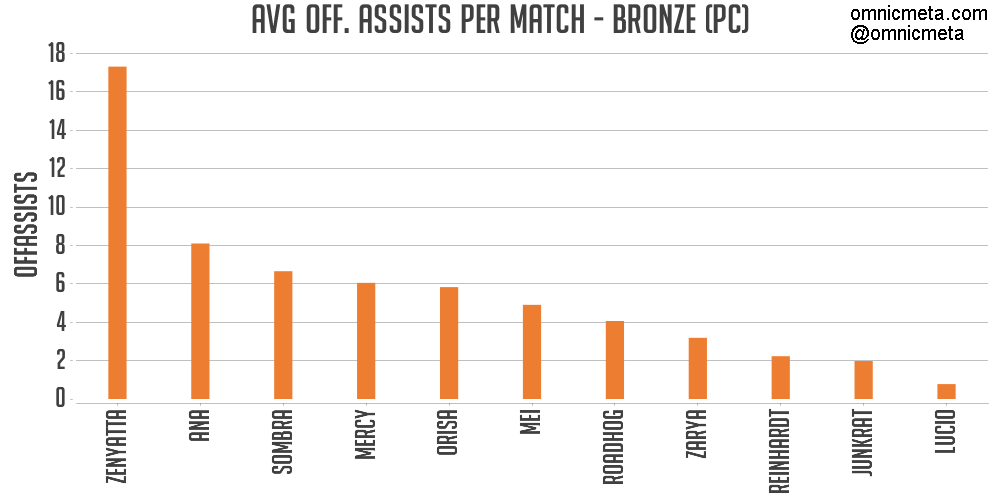 AVG OFF. ASSISTS PER MATCH - BRONZE (PC)
omnicmeta.com
@omnicmeta
OFFASSISTS
18
16
14
12
10
8
6
4
2
0
ZENYATTA
ANA
SOMBRA
MERCY
ORISA
MEI
ROADHOG
ZARYA
REINHARDT
JUNKRAT
LUCIO